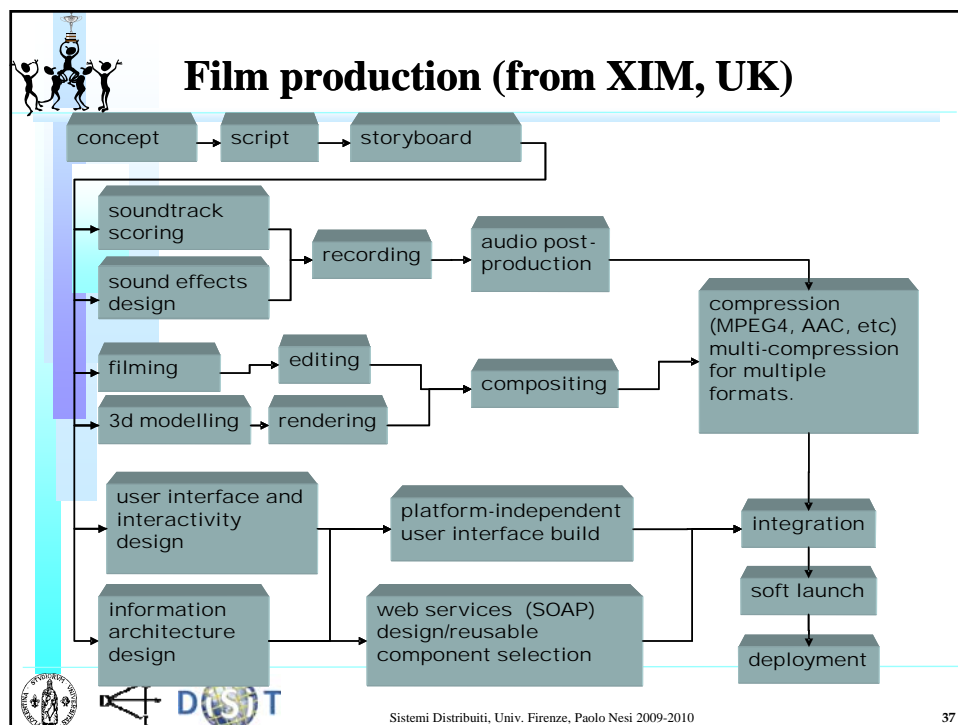 Film production (from XIM, UK)
concept
script
storyboard
soundtrack
scoring
sound effects
design
recording
audio post-
production
compression
(MPEG4, AAC, etc)
multi-compression
for multiple
formats.
filming
editing
compositing
3d modelling
rendering
user interface and
interactivity
design
platform-independent
user interface build
integration
information
architecture
design
web services (SOAP)
design/reusable
component selection
soft launch
deployment
DISIT
Sistemi Distribuiti, Univ. Firenze, Paolo Nesi 2009-2010
37